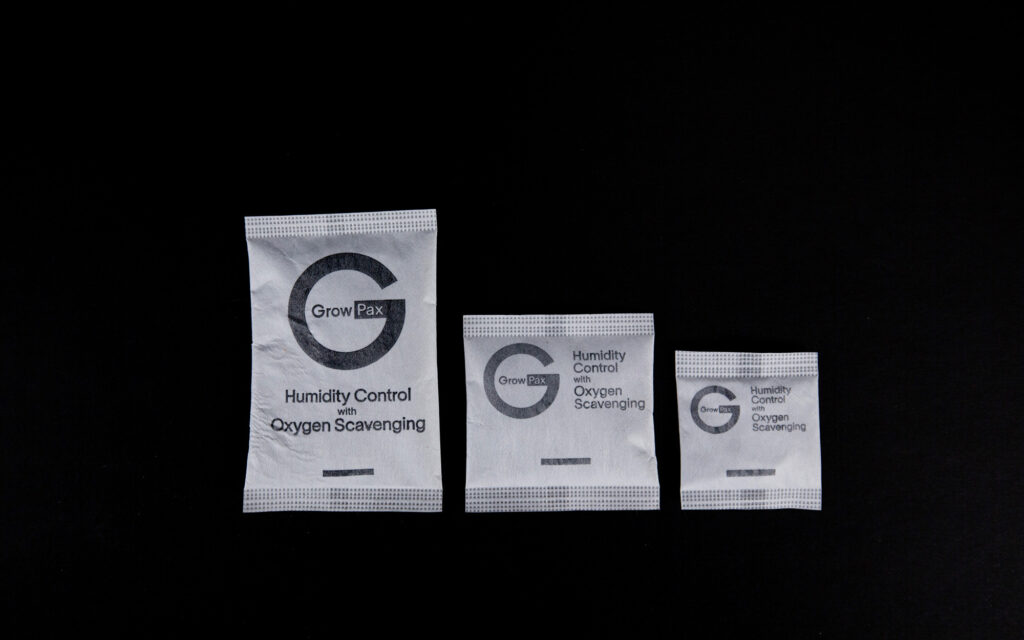 Grow Pax
Humidity Control
with
Oxygen Scavenging
Grow Pax
Humidity
Control
with
Oxygen
Scavenging
Grow Pax
Humidity
Control
with
Oxygen
Scavenging